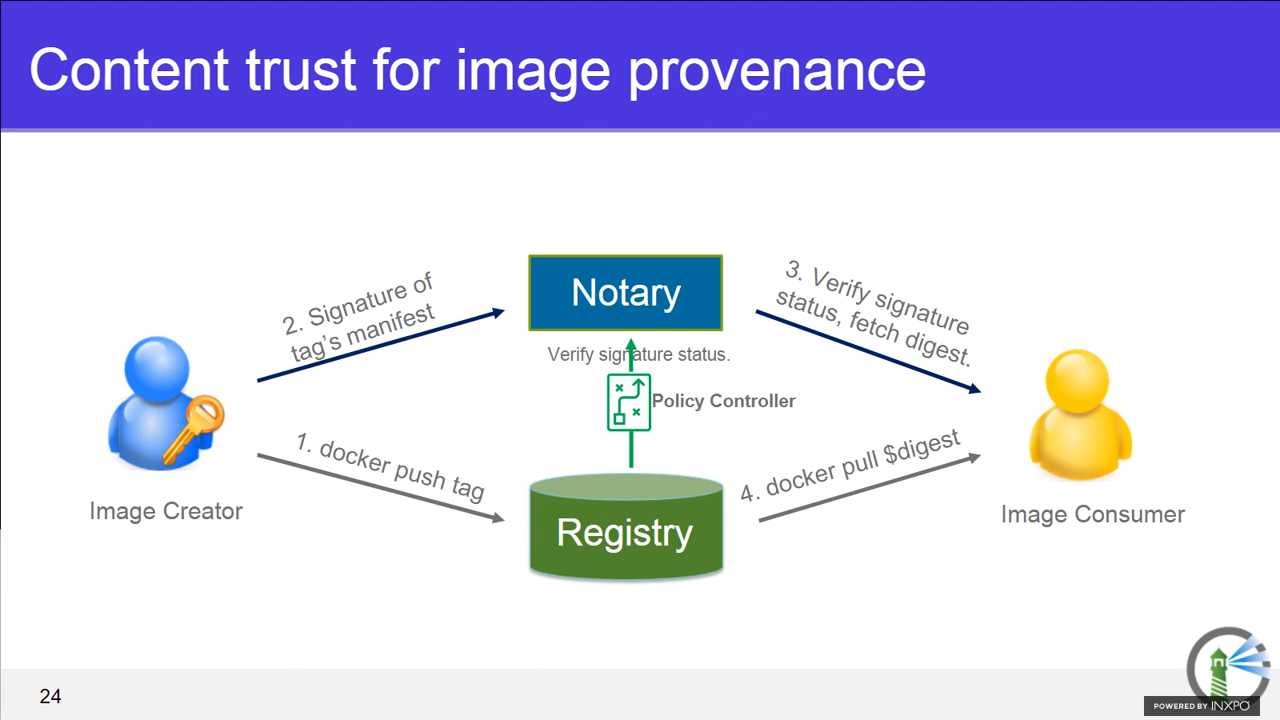 Content trust for image provenance
2. Signature of
tag's manifest
Notary
3. Verify signature
status, fetch digest.
Verify signature status.
Policy Controller
1. docker push tag
4. docker pull $digest
Image Creator
Registry
Image Consumer
24
POWERED BY INXPO